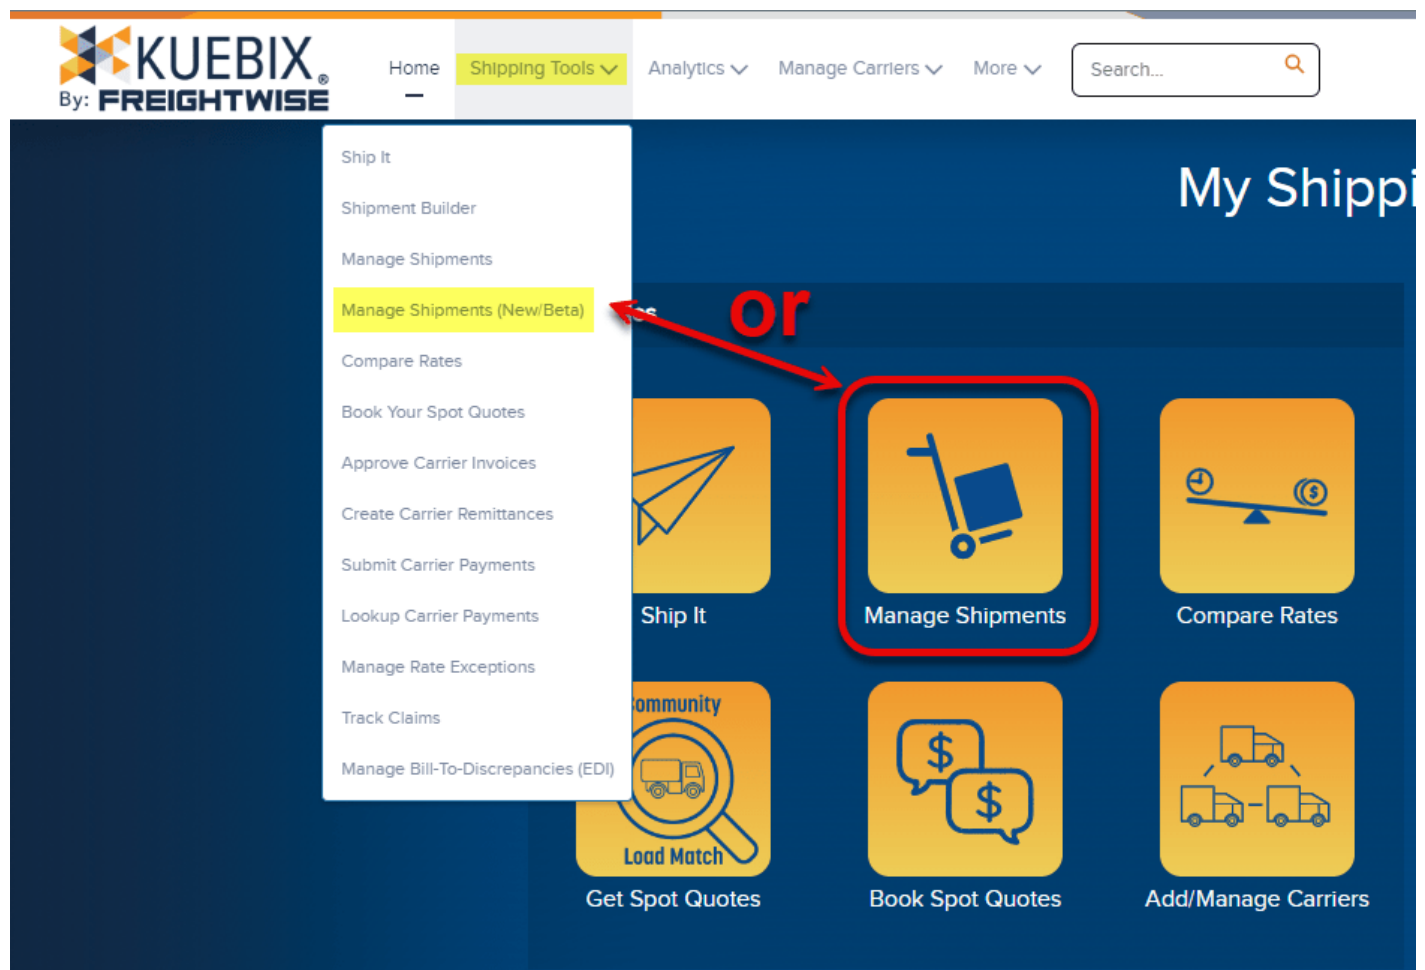 KUEBIX®
By: FREIGHTWISE
Home
Shipping Tools
Analytics
Manage Carriers
More
Search...
Ship It
Shipment Builder
Manage Shipments
Manage Shipments (New/Beta)
Compare Rates
Book Your Spot Quotes
Approve Carrier Invoices
Create Carrier Remittances
Submit Carrier Payments
Lookup Carrier Payments
Manage Rate Exceptions
Track Claims
Manage Bill-To-Discrepancies (EDI)
My Shippi
or
Ship It
Manage Shipments
$
Compare Rates
ommunity
Load Match
Get Spot Quotes
$
$
Book Spot Quotes
Add/Manage Carriers